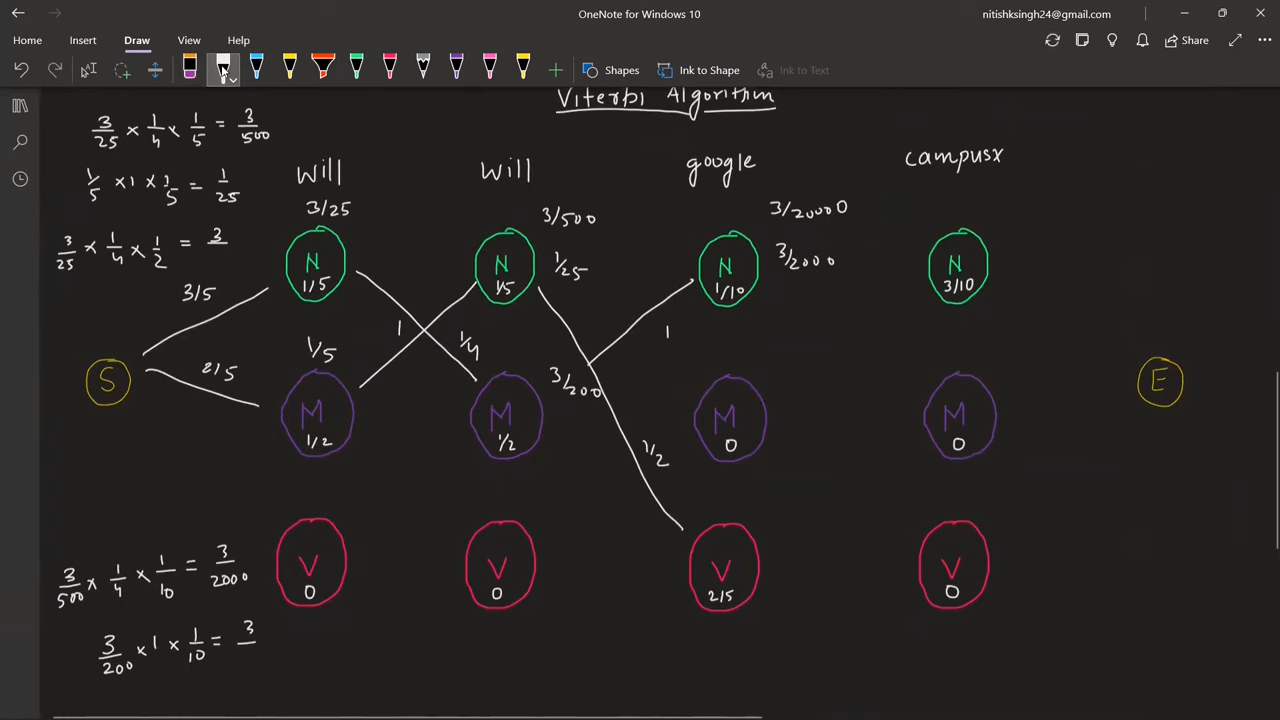 OneNote for Windows 10
nitishksingh24@gmail.com
Home Insert Draw View Help
Share
Shapes
Ink to Shape
Ink to Text
Viterbi Algorithm
3/25 × 1/4 × 1/5 = 3/500
1/5 × 1 × 1/5 = 1/25
3/25 × 1/4 × 1/2 = 3
will will google campusx
3/25 3/500 3/20000
1/25 3/2000
N N N N
1/5 1/5 1/10 3/10
3/5
1 1/4 1
1/5 3/200
2/5
S E
M M M M
1/2 1/2 0 0
1/2
V V V V
0 0 2/5 0
3/500 × 1/4 × 1/10 = 3/2000
3/200 × 1 × 1/10 = 3